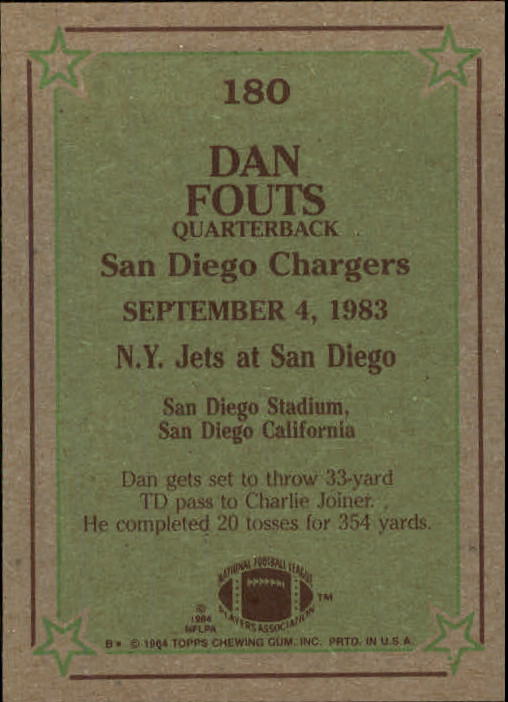 180
DAN
FOUTS
QUARTERBACK
San Diego Chargers
SEPTEMBER 4, 1983
N.Y. Jets at San Diego
San Diego Stadium,
San Diego California
Dan gets set to throw 33-yard
TD pass to Charlie Joiner.
He completed 20 tosses for 354 yards.
NATIONAL FOOTBALL LEAGUE
PLAYERS ASSOCIATION
TM
©
1984
NFLPA
B* © 1984 TOPPS CHEWING GUM, INC. PRTD. IN U.S.A.